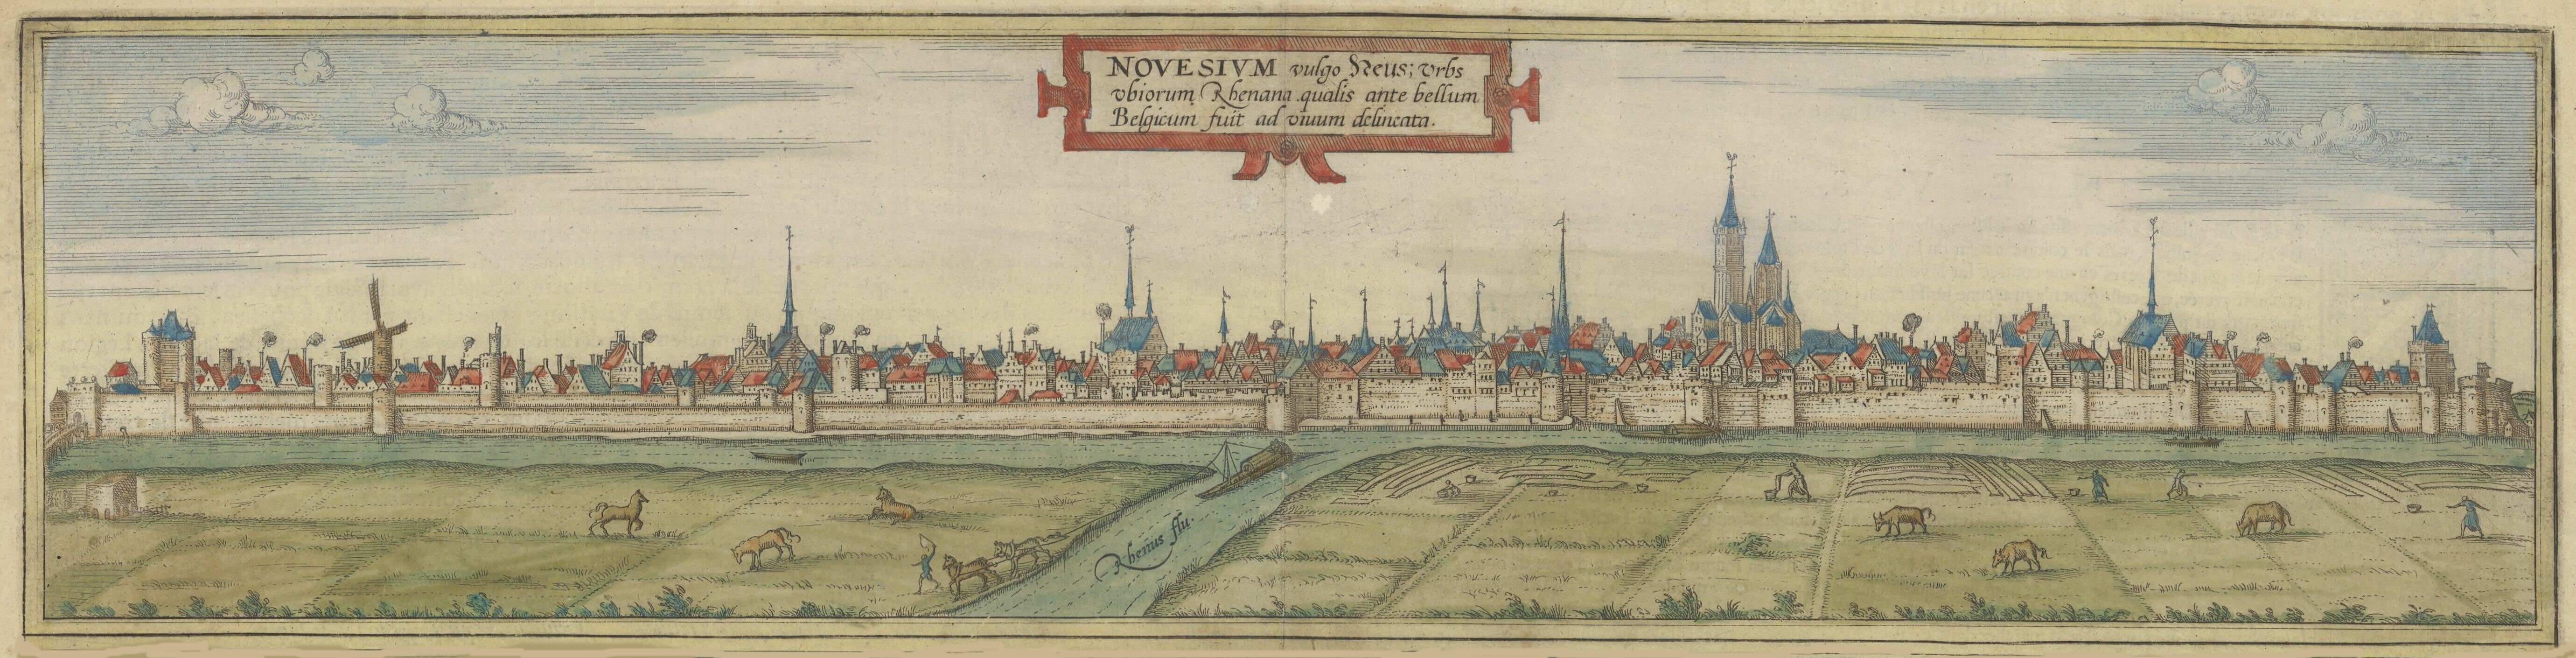 NOVESIVM vulgo Neus; vrbs
vbiorum Rhenana qualis ante bellum
Belgicum fuit ad viuum delineata.
Rhenus flu.